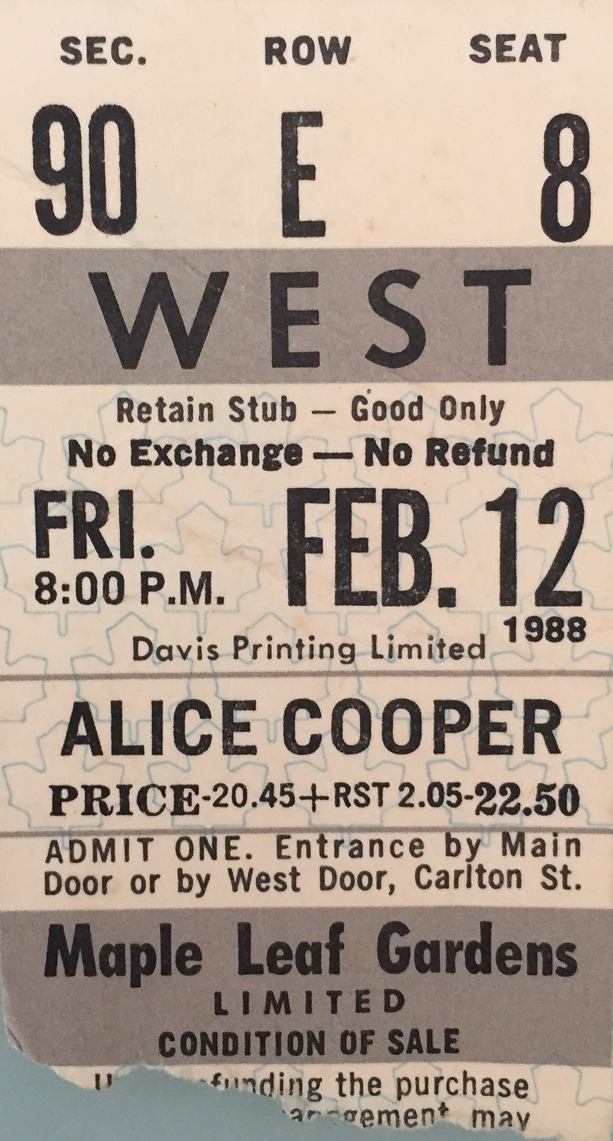 SEC. ROW SEAT
90 E 8
WEST
Retain Stub — Good Only
No Exchange — No Refund
FRI. FEB. 12
8:00 P.M.
1988
Davis Printing Limited
ALICE COOPER
PRICE-20.45+RST 2.05-22.50
ADMIT ONE. Entrance by Main
Door or by West Door, Carlton St.
Maple Leaf Gardens
LIMITED
CONDITION OF SALE
the purchase
may